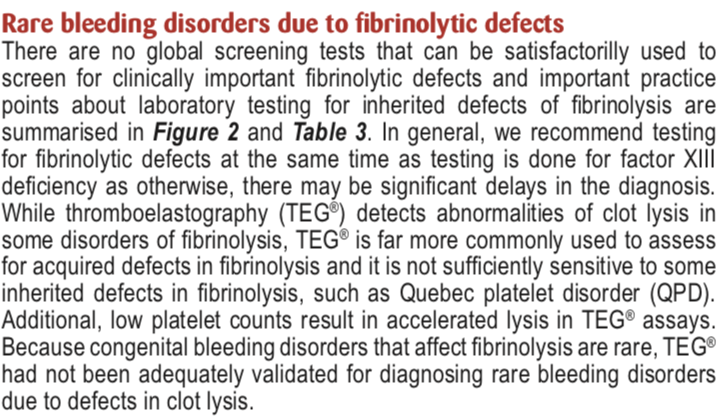 Rare bleeding disorders due to fibrinolytic defects
There are no global screening tests that can be satisfactorilly used to
screen for clinically important fibrinolytic defects and important practice
points about laboratory testing for inherited defects of fibrinolysis are
summarised in Figure 2 and Table 3. In general, we recommend testing
for fibrinolytic defects at the same time as testing is done for factor XIII
deficiency as otherwise, there may be significant delays in the diagnosis.
While thromboelastography (TEG®) detects abnormalities of clot lysis in
some disorders of fibrinolysis, TEG® is far more commonly used to assess
for acquired defects in fibrinolysis and it is not sufficiently sensitive to some
inherited defects in fibrinolysis, such as Quebec platelet disorder (QPD).
Additional, low platelet counts result in accelerated lysis in TEG® assays.
Because congenital bleeding disorders that affect fibrinolysis are rare, TEG®
had not been adequately validated for diagnosing rare bleeding disorders
due to defects in clot lysis.